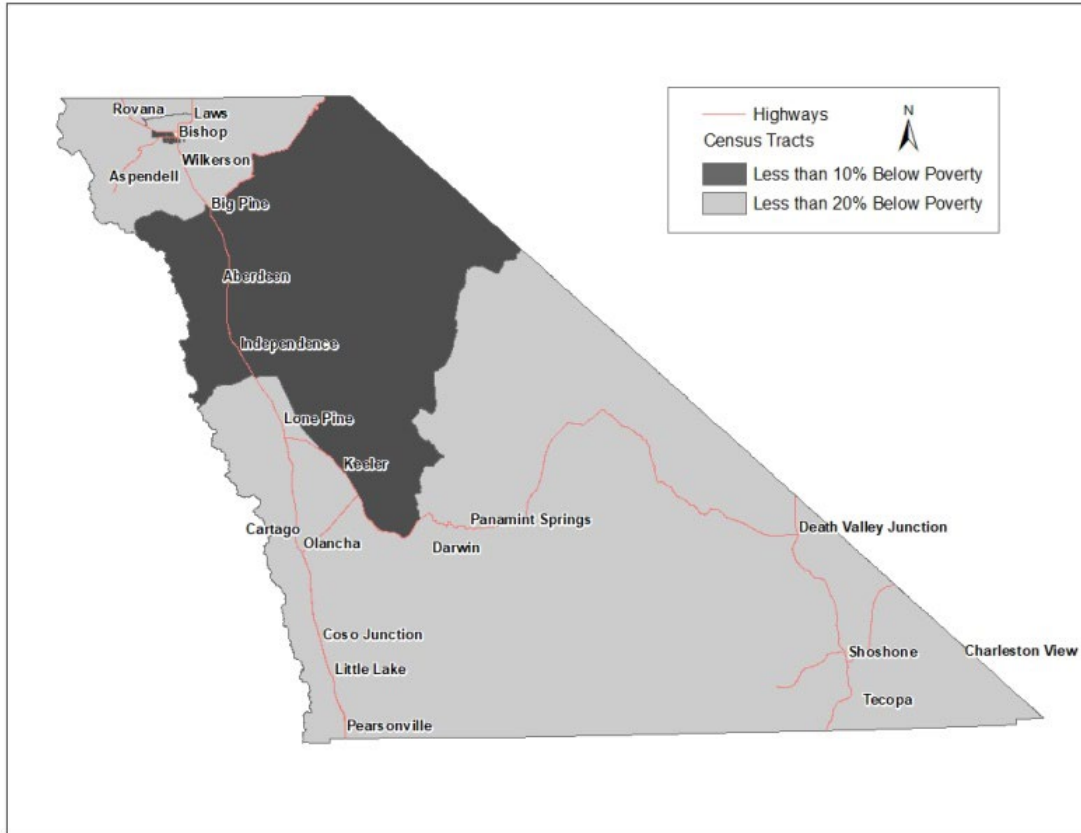 Rovana
Laws
Bishop
Wilkerson
Aspendell
Big Pine
Aberdeen
Independence
Lone Pine
Keeler
Cartago
Olancha
Panamint Springs
Darwin
Death Valley Junction
Coso Junction
Little Lake
Shoshone
Charleston View
Tecopa
Pearsonville
Highways
N
Census Tracts
Less than 10% Below Poverty
Less than 20% Below Poverty